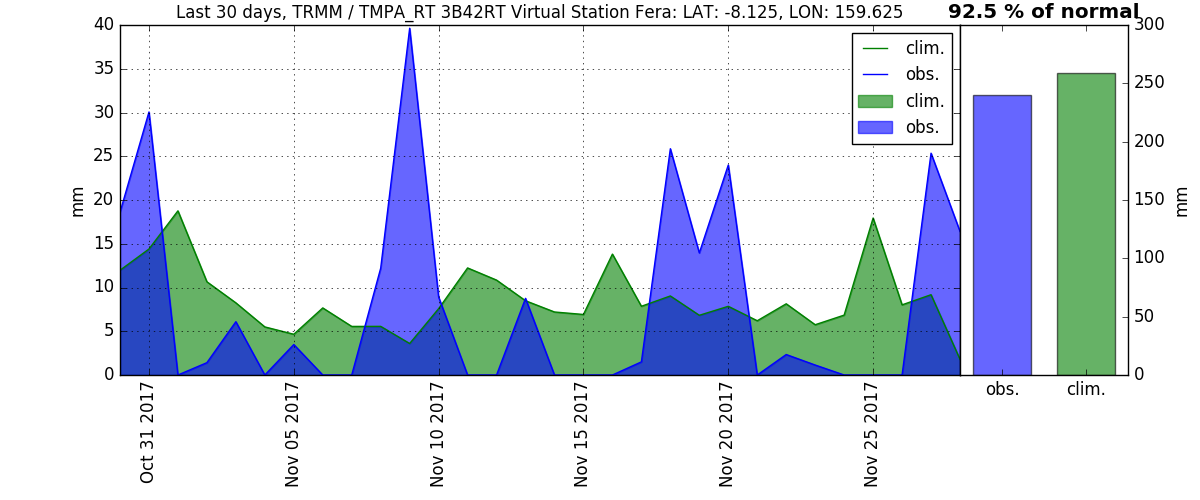 Last 30 days, TRMM / TMPA_RT 3B42RT Virtual Station Fera: LAT: -8.125, LON: 159.625
92.5 % of normal
40
35
30
25
20
15
10
5
0
mm
clim.
obs.
clim.
obs.
300
250
200
150
100
50
0
mm
obs.
clim.
Oct 31 2017
Nov 05 2017
Nov 10 2017
Nov 15 2017
Nov 20 2017
Nov 25 2017